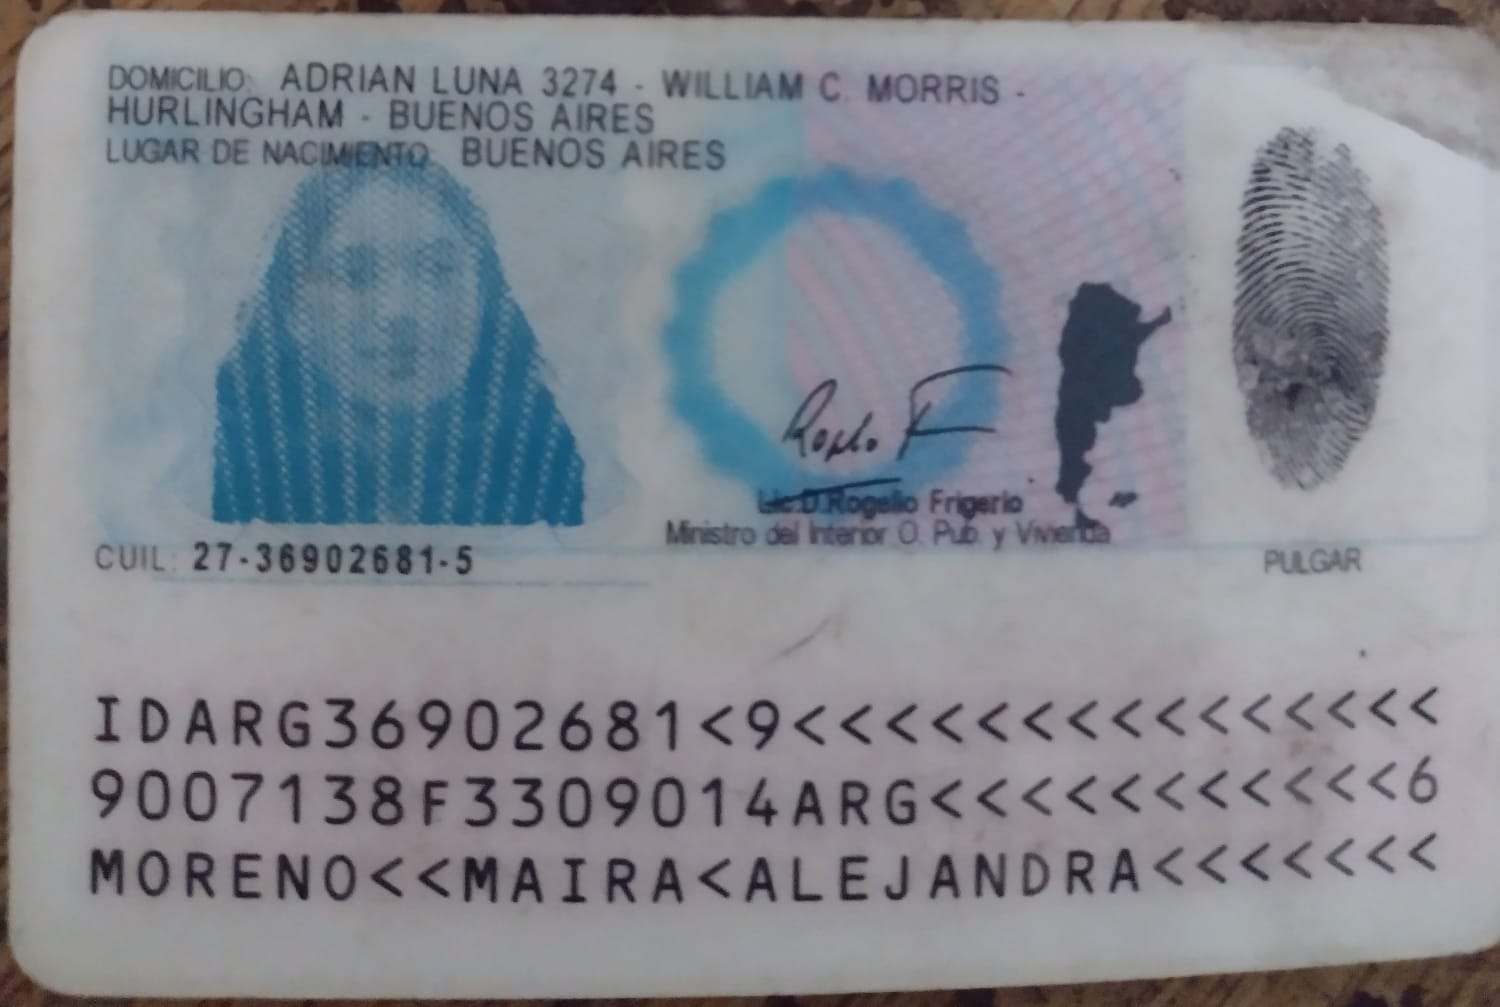 DOMICILIO: ADRIAN LUNA 3274 - WILLIAM C. MORRIS -
HURLINGHAM - BUENOS AIRES
LUGAR DE NACIMIENTO: BUENOS AIRES
Lic.D.Rogelio Frigerio
Ministro del Interior O. Pub. y Vivienda
CUIL: 27-36902681-5
PULGAR
IDARG36902681<9<<<<<<<<<<<<<<<
9007138F3309014ARG<<<<<<<<<<<6
MORENO<<MAIRA<ALEJANDRA<<<<<<<